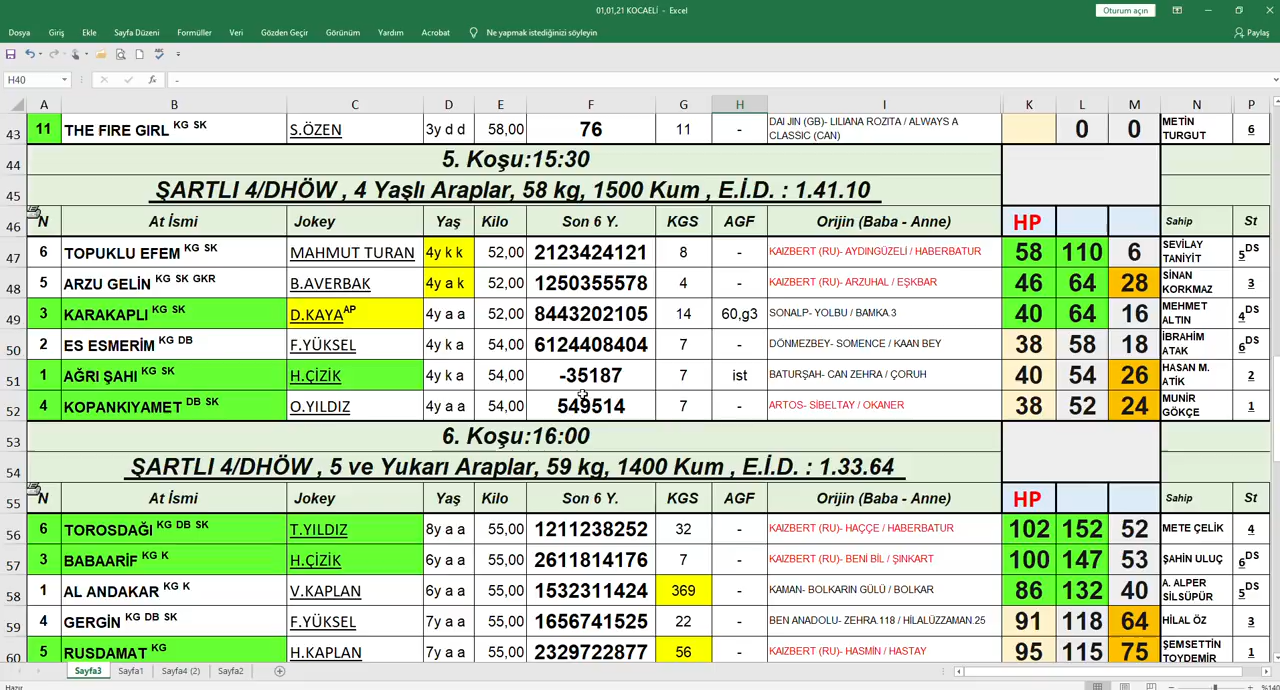 01,01,21 KOCAELİ - Excel
Oturum açın
Dosya Giriş Ekle Sayfa Düzeni Formüller Veri Gözden Geçir Görünüm Yardım Acrobat Ne yapmak istediğinizi söyleyin Paylaş
H40 fx -
A B C D E F G H I K L M N P
43 11 THE FIRE GIRL KG SK S.ÖZEN 3y d d 58,00 76 11 - DAI JIN (GB)- LILIANA ROZITA / ALWAYS A CLASSIC (CAN) 0 0 METİN TURGUT 6
44 5. Koşu:15:30
45 ŞARTLI 4/DHÖW , 4 Yaşlı Araplar, 58 kg, 1500 Kum , E.İ.D. : 1.41.10
46 N At İsmi Jokey Yaş Kilo Son 6 Y. KGS AGF Orijin (Baba - Anne) HP Sahip St
47 6 TOPUKLU EFEM KG SK MAHMUT TURAN 4y k k 52,00 2123424121 8 - KAIZBERT (RU)- AYDINGÜZELİ / HABERBATUR 58 110 6 SEVİLAY TANİYİT 5DS
48 5 ARZU GELİN KG SK GKR B.AVERBAK 4y a k 52,00 1250355578 4 - KAIZBERT (RU)- ARZUHAL / EŞKBAR 46 64 28 SİNAN KORKMAZ 3
49 3 KARAKAPLI KG SK D.KAYAAP 4y a a 52,00 8443202105 14 60,g3 SONALP- YOLBU / BAMKA.3 40 64 16 MEHMET ALTIN 4DS
50 2 ES ESMERİM KG DB F.YÜKSEL 4y k a 52,00 6124408404 7 - DÖNMEZBEY- SOMENCE / KAAN BEY 38 58 18 İBRAHİM ATAK 6DS
51 1 AĞRI ŞAHI KG SK H.ÇİZİK 4y k a 54,00 -35187 7 ist BATURŞAH- CAN ZEHRA / ÇORUH 40 54 26 HASAN M. ATİK 2
52 4 KOPANKIYAMET DB SK O.YILDIZ 4y a a 54,00 549514 7 - ARTOS- SİBELTAY / OKANER 38 52 24 MUNİR GÖKÇE 1
53 6. Koşu:16:00
54 ŞARTLI 4/DHÖW , 5 ve Yukarı Araplar, 59 kg, 1400 Kum , E.İ.D. : 1.33.64
55 N At İsmi Jokey Yaş Kilo Son 6 Y. KGS AGF Orijin (Baba - Anne) HP Sahip St
56 6 TOROSDAĞI KG DB SK T.YILDIZ 8y a a 55,00 1211238252 32 - KAIZBERT (RU)- HAÇÇE / HABERBATUR 102 152 52 METE ÇELİK 4
57 3 BABAARİF KG K H.ÇİZİK 6y a a 55,00 2611814176 7 - KAIZBERT (RU)- BENİ BİL / ŞINKART 100 147 53 ŞAHİN ULUÇ 6DS
58 1 AL ANDAKAR KG K V.KAPLAN 6y a a 55,00 1532311424 369 - KAMAN- BOLKARIN GÜLÜ / BOLKAR 86 132 40 A. ALPER SİLSÜPÜR 5DS
59 4 GERGİN KG DB SK F.YÜKSEL 7y a a 55,00 1656741525 22 - BEN ANADOLU- ZEHRA.118 / HİLALÜZZAMAN.25 91 118 64 HİLAL ÖZ 3
60 5 RUSDAMAT KG H.KAPLAN 7y a a 55,00 2329722877 56 - KAIZBERT (RU)- HASMİN / HASTAY 95 115 75 ŞEMSETTİN TOYDEMİR 1
Sayfa3 Sayfa1 Sayfa4 (2) Sayfa2
Hazır %140